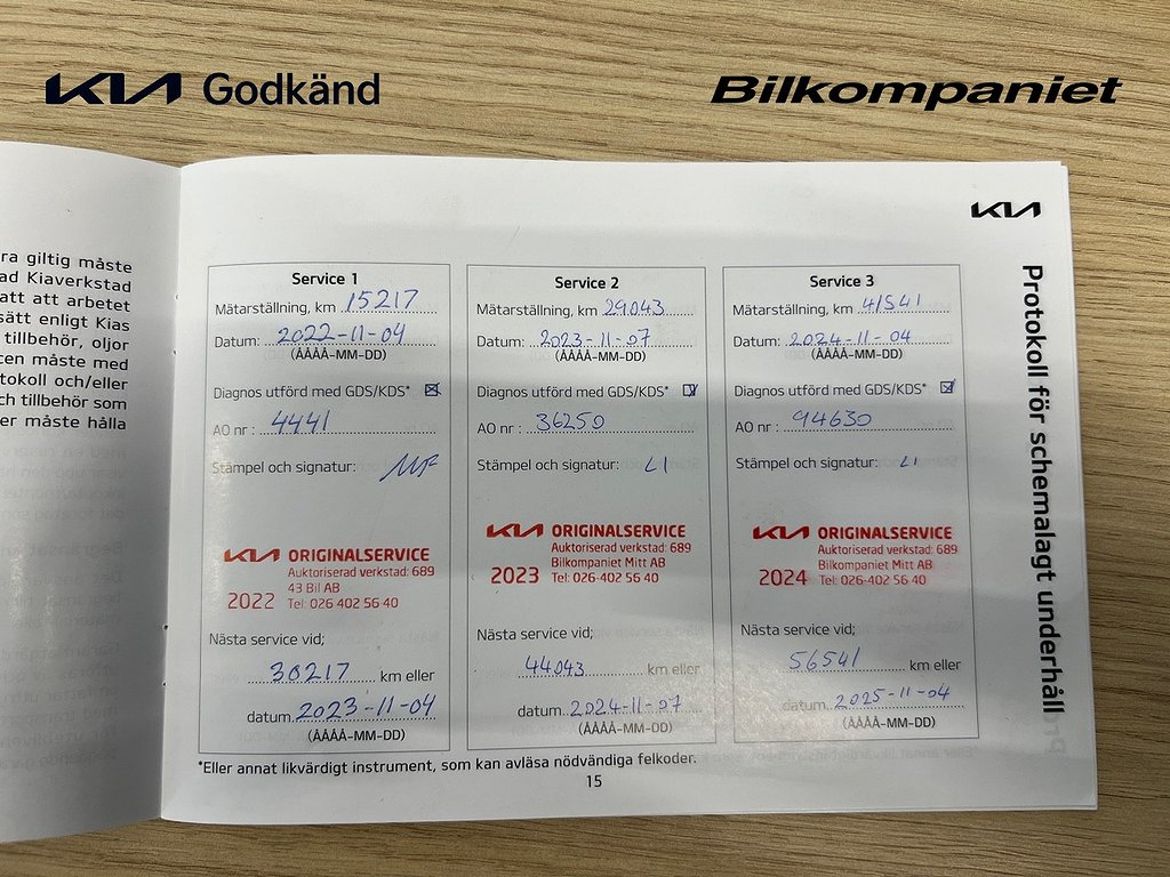 KIA Godkänd
Bilkompaniet
ra giltig måste
ad Kiaverkstad
att att arbetet
sätt enligt Kias
tillbehör, oljor
cen måste med
tokoll och/eller
ch tillbehör som
er måste hålla
KIA
Protokoll för schemalagt underhåll
Service 1
Mätarställning, km 15217
Datum: 2022-11-04
(ÅÅÅÅ-MM-DD)
Diagnos utförd med GDS/KDS*
AO nr : 4441
Stämpel och signatur: MF
KIA ORIGINALSERVICE
Auktoriserad verkstad: 689
43 Bil AB
2022 Tel: 026 402 56 40
Nästa service vid;
30217 km eller
datum. 2023-11-04
(ÅÅÅÅ-MM-DD)
Service 2
Mätarställning, km 29043
Datum: 2023-11-07
(ÅÅÅÅ-MM-DD)
Diagnos utförd med GDS/KDS*
AO nr : 36250
Stämpel och signatur: LI
KIA ORIGINALSERVICE
Auktoriserad verkstad: 689
Bilkompaniet Mitt AB
2023 Tel: 026-402 56 40
Nästa service vid;
44043 km eller
datum. 2024-11-07
(ÅÅÅÅ-MM-DD)
Service 3
Mätarställning, km 41541
Datum: 2024-11-04
(ÅÅÅÅ-MM-DD)
Diagnos utförd med GDS/KDS*
AO nr : 94630
Stämpel och signatur: LI
KIA ORIGINALSERVICE
Auktoriserad verkstad: 689
Bilkompaniet Mitt AB
2024 Tel: 026-402 56 40
Nästa service vid;
56541 km eller
datum. 2025-11-04
(ÅÅÅÅ-MM-DD)
*Eller annat likvärdigt instrument, som kan avläsa nödvändiga felkoder.
15